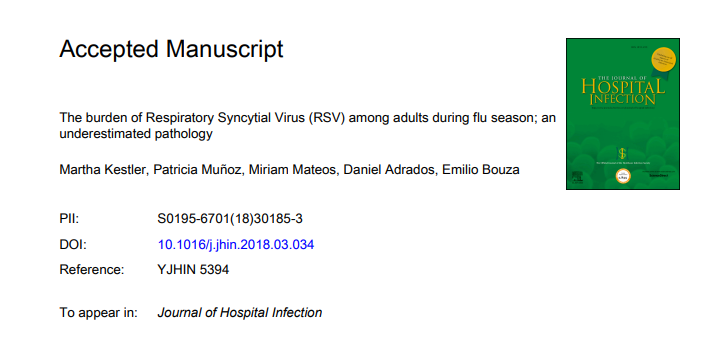 Accepted Manuscript
The burden of Respiratory Syncytial Virus (RSV) among adults during flu season; an
underestimated pathology
Martha Kestler, Patricia Muñoz, Miriam Mateos, Daniel Adrados, Emilio Bouza
PII: S0195-6701(18)30185-3
DOI: 10.1016/j.jhin.2018.03.034
Reference: YJHIN 5394
To appear in: Journal of Hospital Infection
THE JOURNAL OF
HOSPITAL
INFECTION